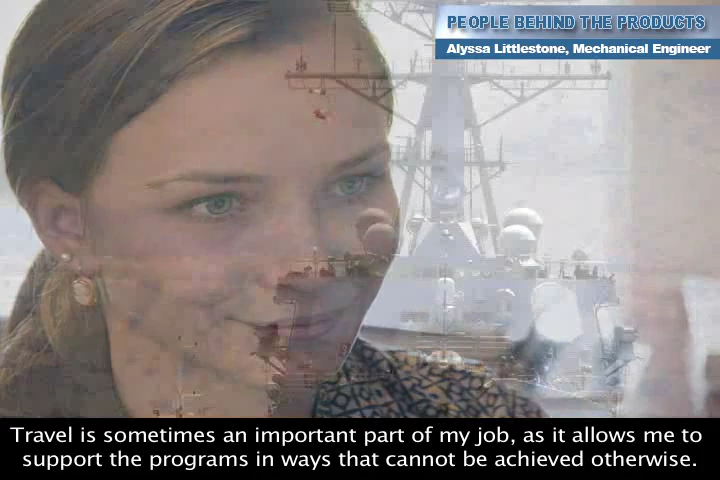 PEOPLE BEHIND THE PRODUCTS
Alyssa Littlestone, Mechanical Engineer
Travel is sometimes an important part of my job, as it allows me to
support the programs in ways that cannot be achieved otherwise.